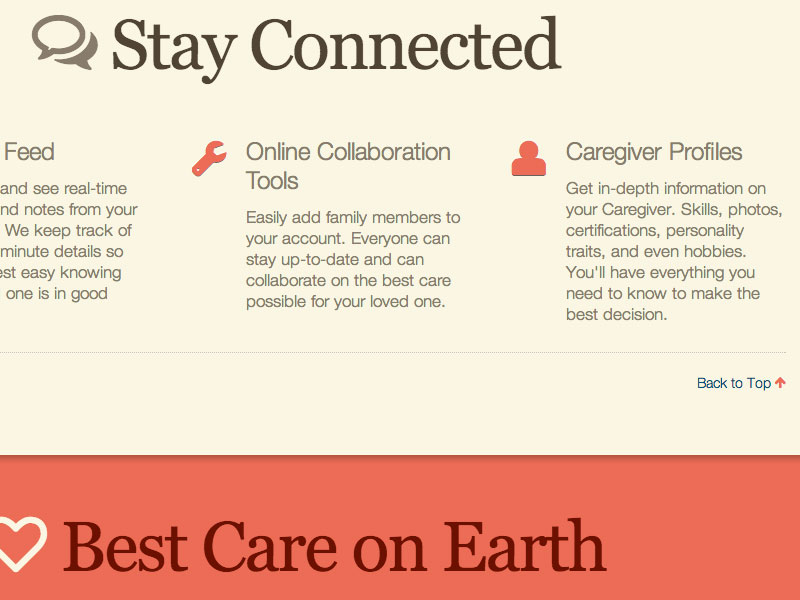 Stay Connected
Feed
and see real-time
nd notes from your
We keep track of
minute details so
est easy knowing
one is in good
Online Collaboration
Tools
Easily add family members to
your account. Everyone can
stay up-to-date and can
collaborate on the best care
possible for your loved one.
Caregiver Profiles
Get in-depth information on
your Caregiver. Skills, photos,
certifications, personality
traits, and even hobbies.
You'll have everything you
need to know to make the
best decision.
Back to Top
Best Care on Earth